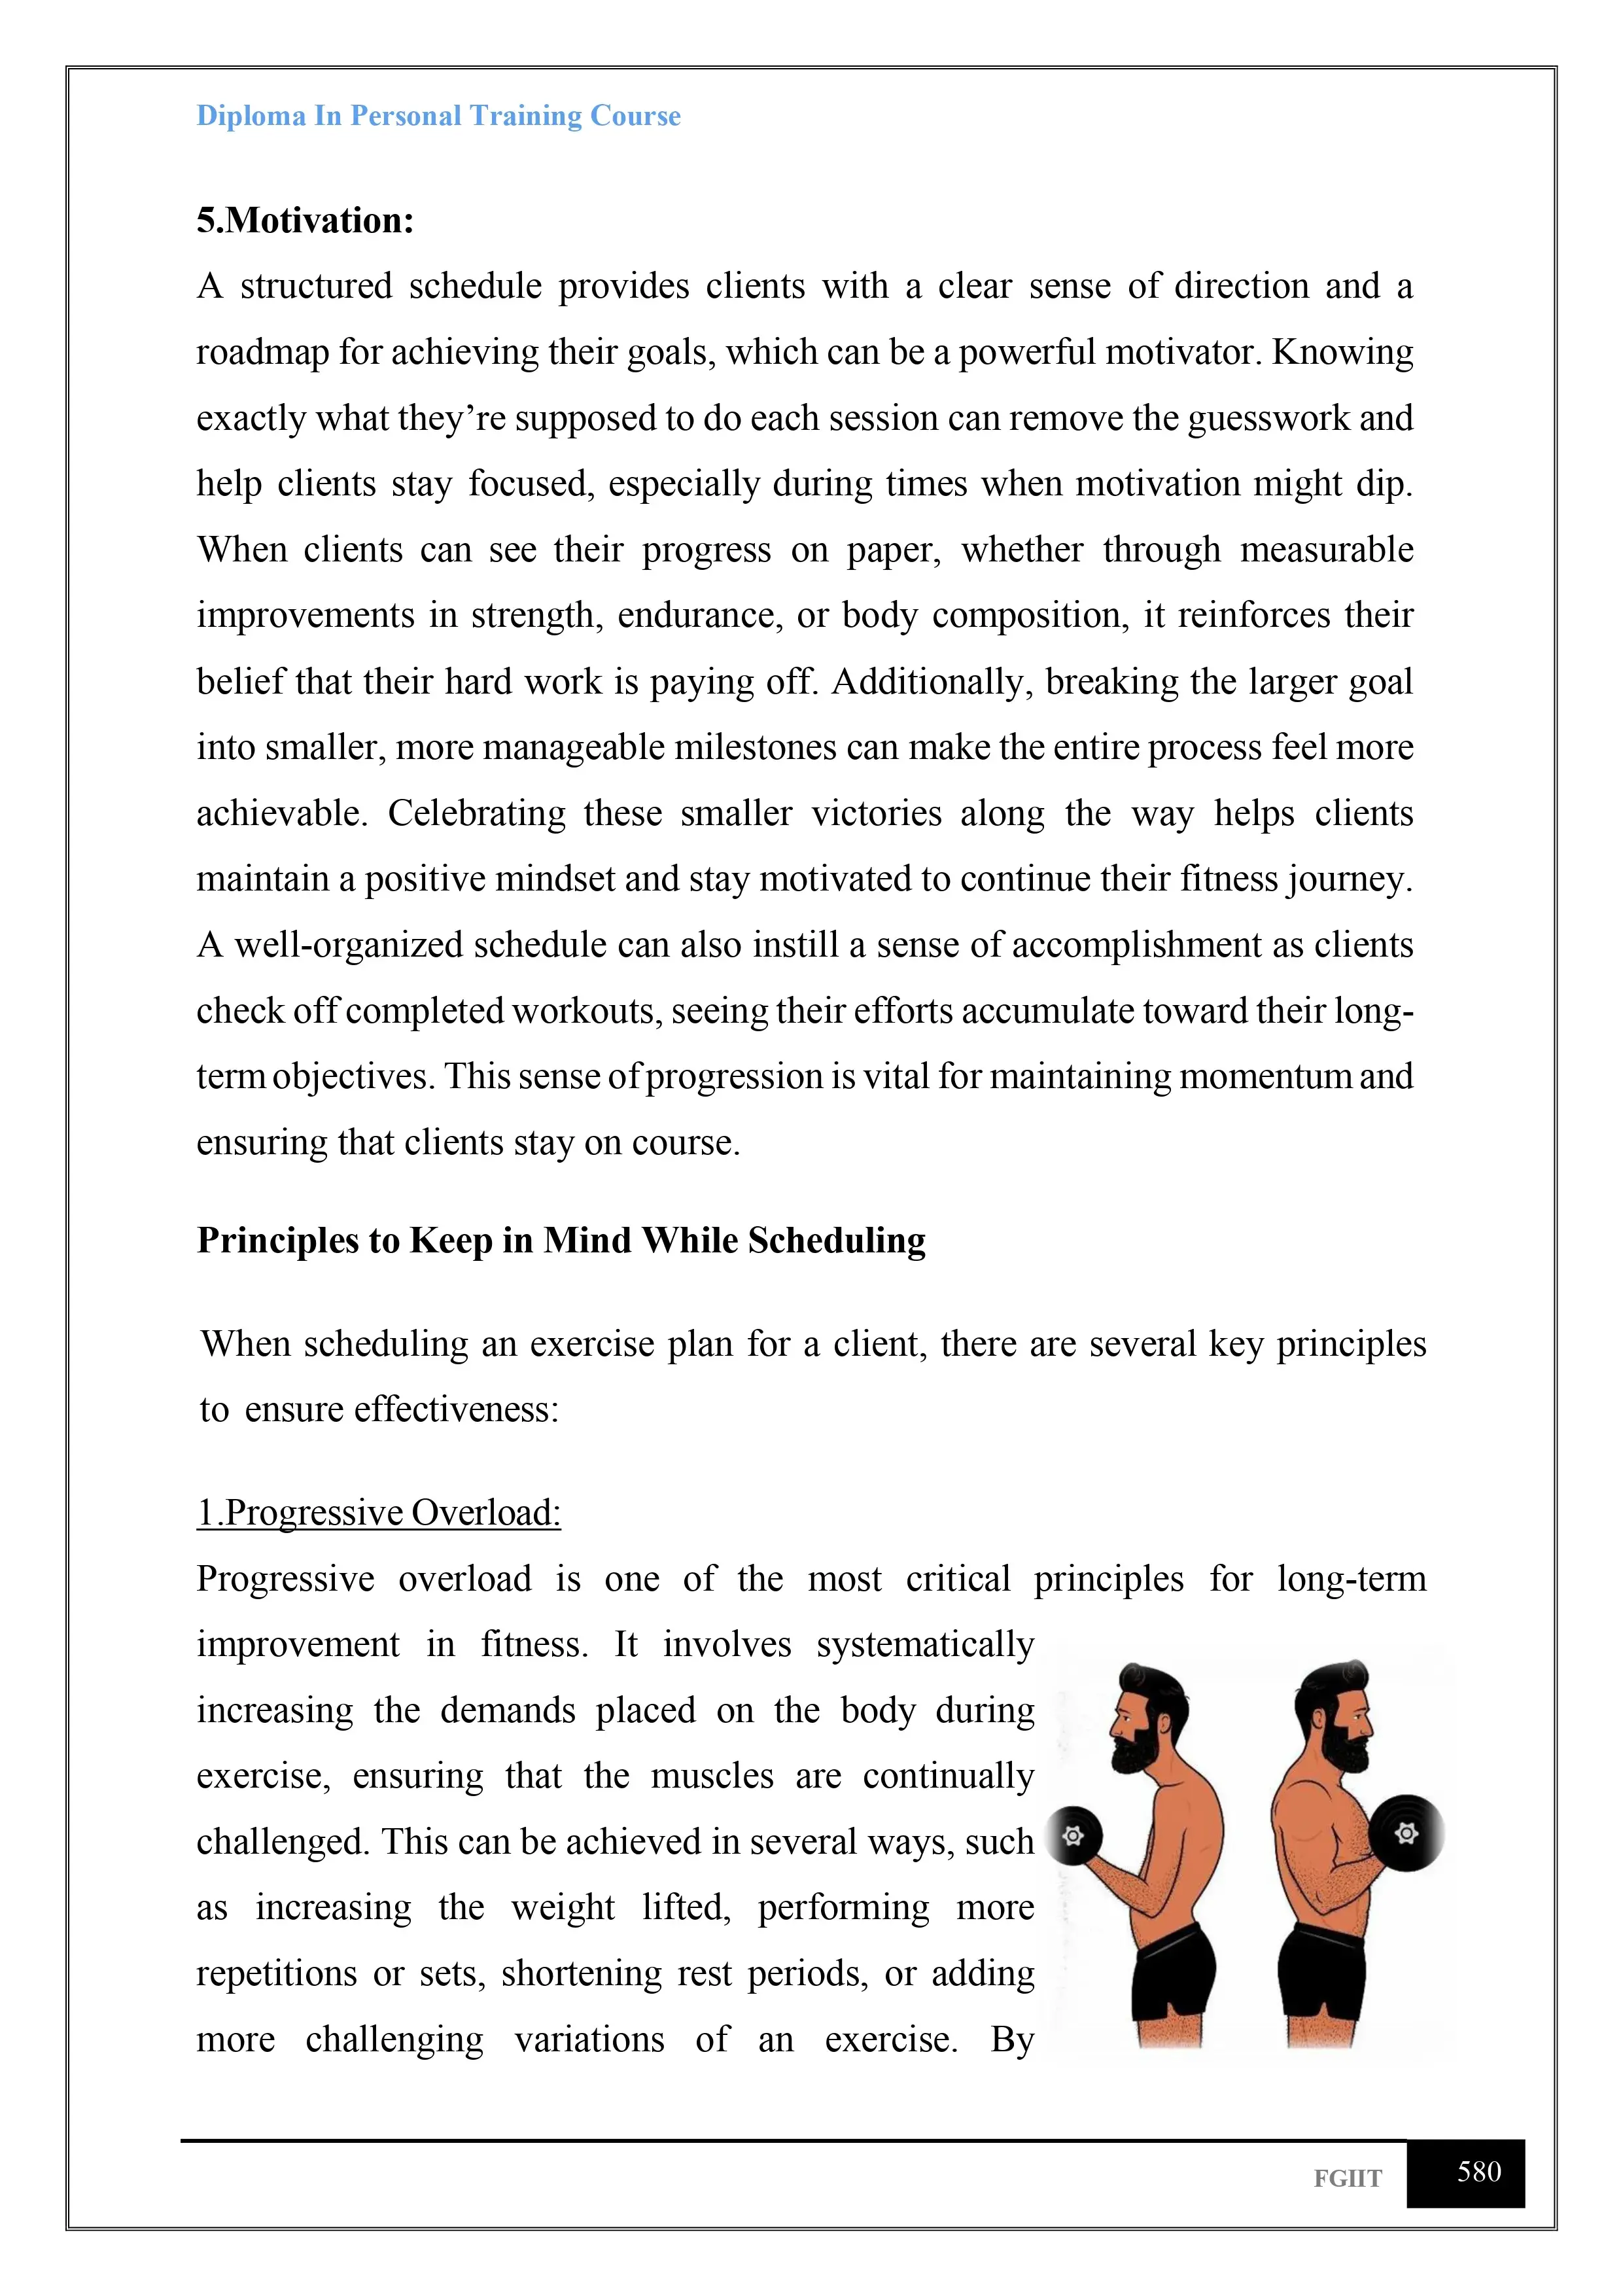 Diploma In Personal Training Course
5.Motivation:
A structured schedule provides clients with a clear sense of direction and a
roadmap for achieving their goals, which can be a powerful motivator. Knowing
exactly what they’re supposed to do each session can remove the guesswork and
help clients stay focused, especially during times when motivation might dip.
When clients can see their progress on paper, whether through measurable
improvements in strength, endurance, or body composition, it reinforces their
belief that their hard work is paying off. Additionally, breaking the larger goal
into smaller, more manageable milestones can make the entire process feel more
achievable. Celebrating these smaller victories along the way helps clients
maintain a positive mindset and stay motivated to continue their fitness journey.
A well-organized schedule can also instill a sense of accomplishment as clients
check off completed workouts, seeing their efforts accumulate toward their long-
term objectives. This sense of progression is vital for maintaining momentum and
ensuring that clients stay on course.
Principles to Keep in Mind While Scheduling
When scheduling an exercise plan for a client, there are several key principles
to ensure effectiveness:
1.Progressive Overload:
Progressive overload is one of the most critical principles for long-term
improvement in fitness. It involves systematically
increasing the demands placed on the body during
exercise, ensuring that the muscles are continually
challenged. This can be achieved in several ways, such
as increasing the weight lifted, performing more
repetitions or sets, shortening rest periods, or adding
more challenging variations of an exercise. By
FGIIT
580